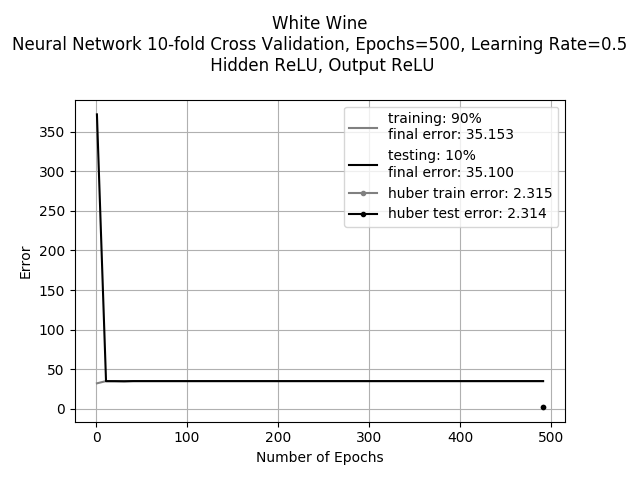 White Wine
Neural Network 10-fold Cross Validation, Epochs=500, Learning Rate=0.5
Hidden ReLU, Output ReLU
training: 90%
final error: 35.153
testing: 10%
final error: 35.100
huber train error: 2.315
huber test error: 2.314
Error
350
300
250
200
150
100
50
0
0 100 200 300 400 500
Number of Epochs